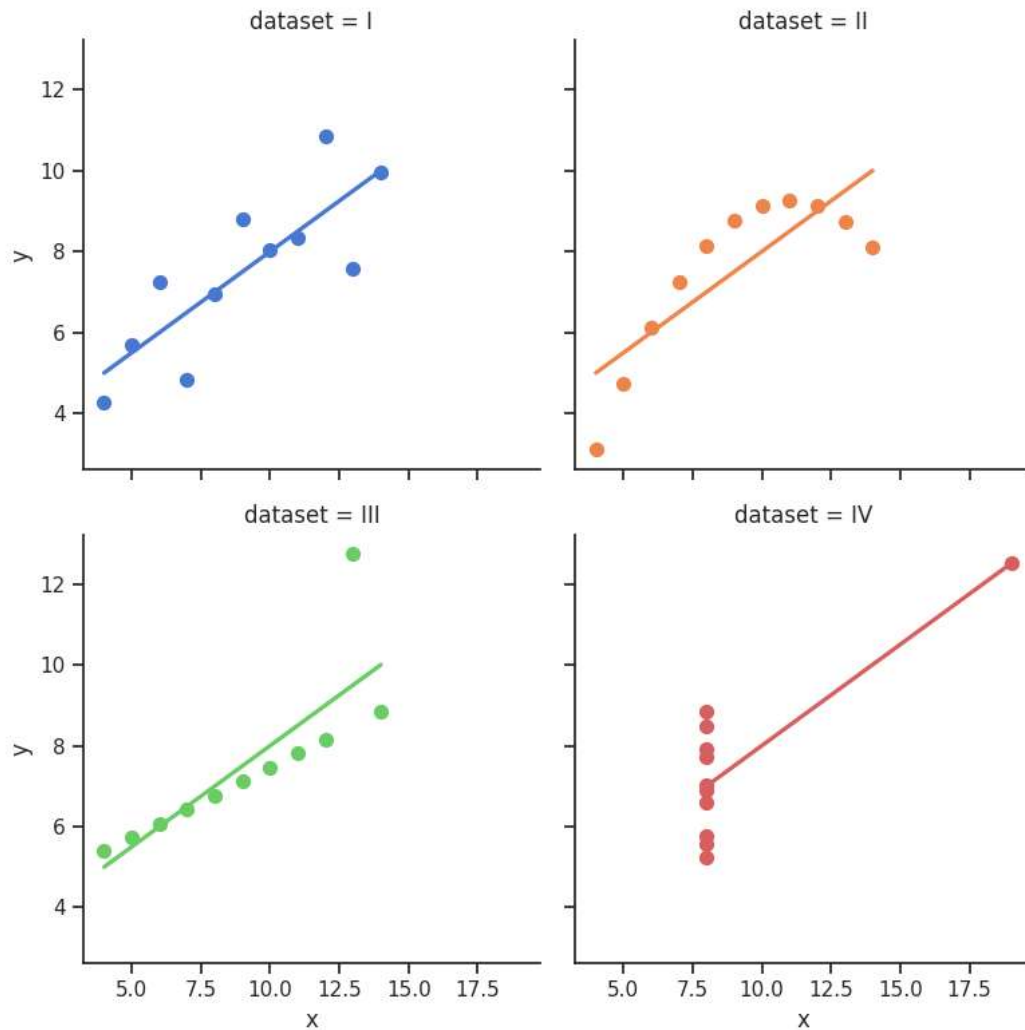 dataset = I
dataset = II
12
10
8
6
4
y
dataset = III
dataset = IV
12
10
8
6
4
y
5.0 7.5 10.0 12.5 15.0 17.5
5.0 7.5 10.0 12.5 15.0 17.5
x
x